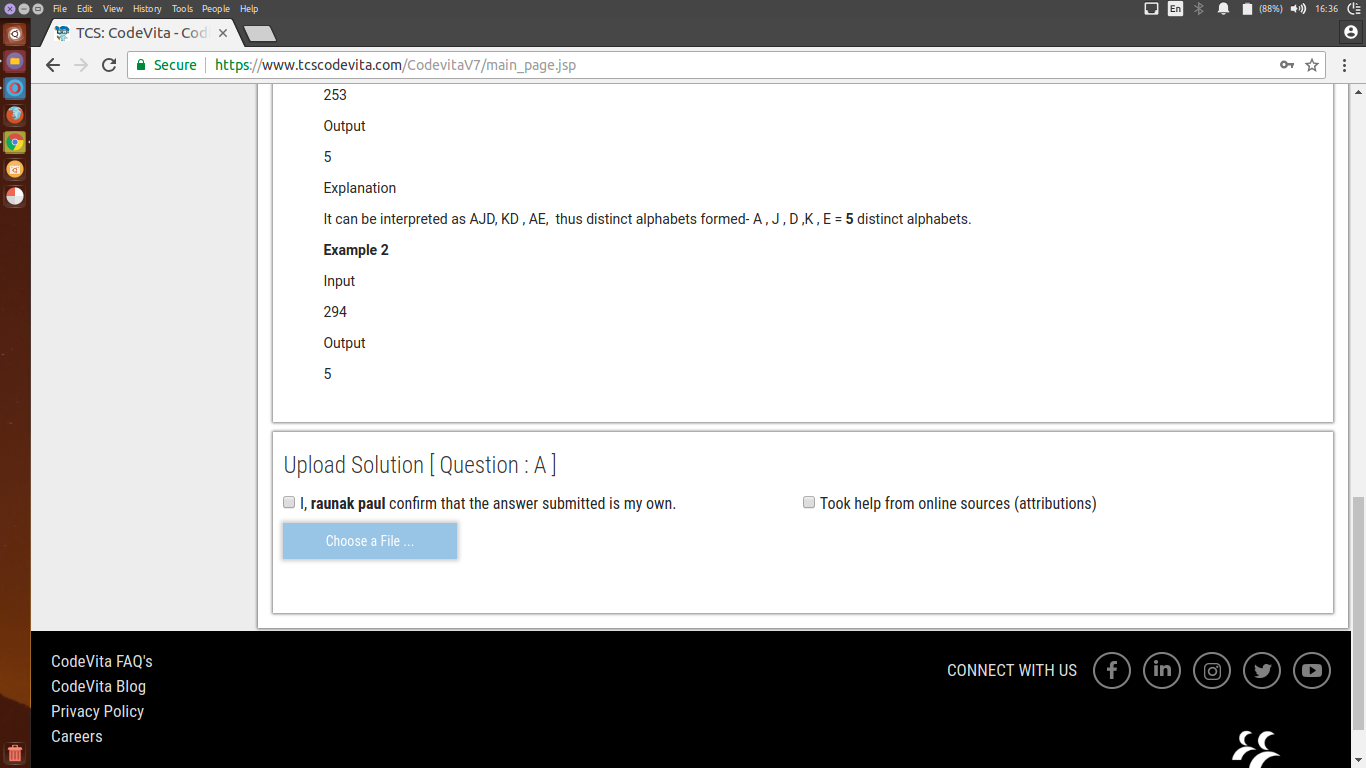 File Edit View History Tools People Help
En (88%) 16:36
TCS: CodeVita - Cod
Secure https://www.tcscodevita.com/CodevitaV7/main_page.jsp
253
Output
5
Explanation
It can be interpreted as AJD, KD , AE, thus distinct alphabets formed- A , J , D ,K , E = 5 distinct alphabets.
Example 2
Input
294
Output
5
Upload Solution [ Question : A ]
I, raunak paul confirm that the answer submitted is my own.
Took help from online sources (attributions)
Choose a File ...
CodeVita FAQ's
CodeVita Blog
Privacy Policy
Careers
CONNECT WITH US